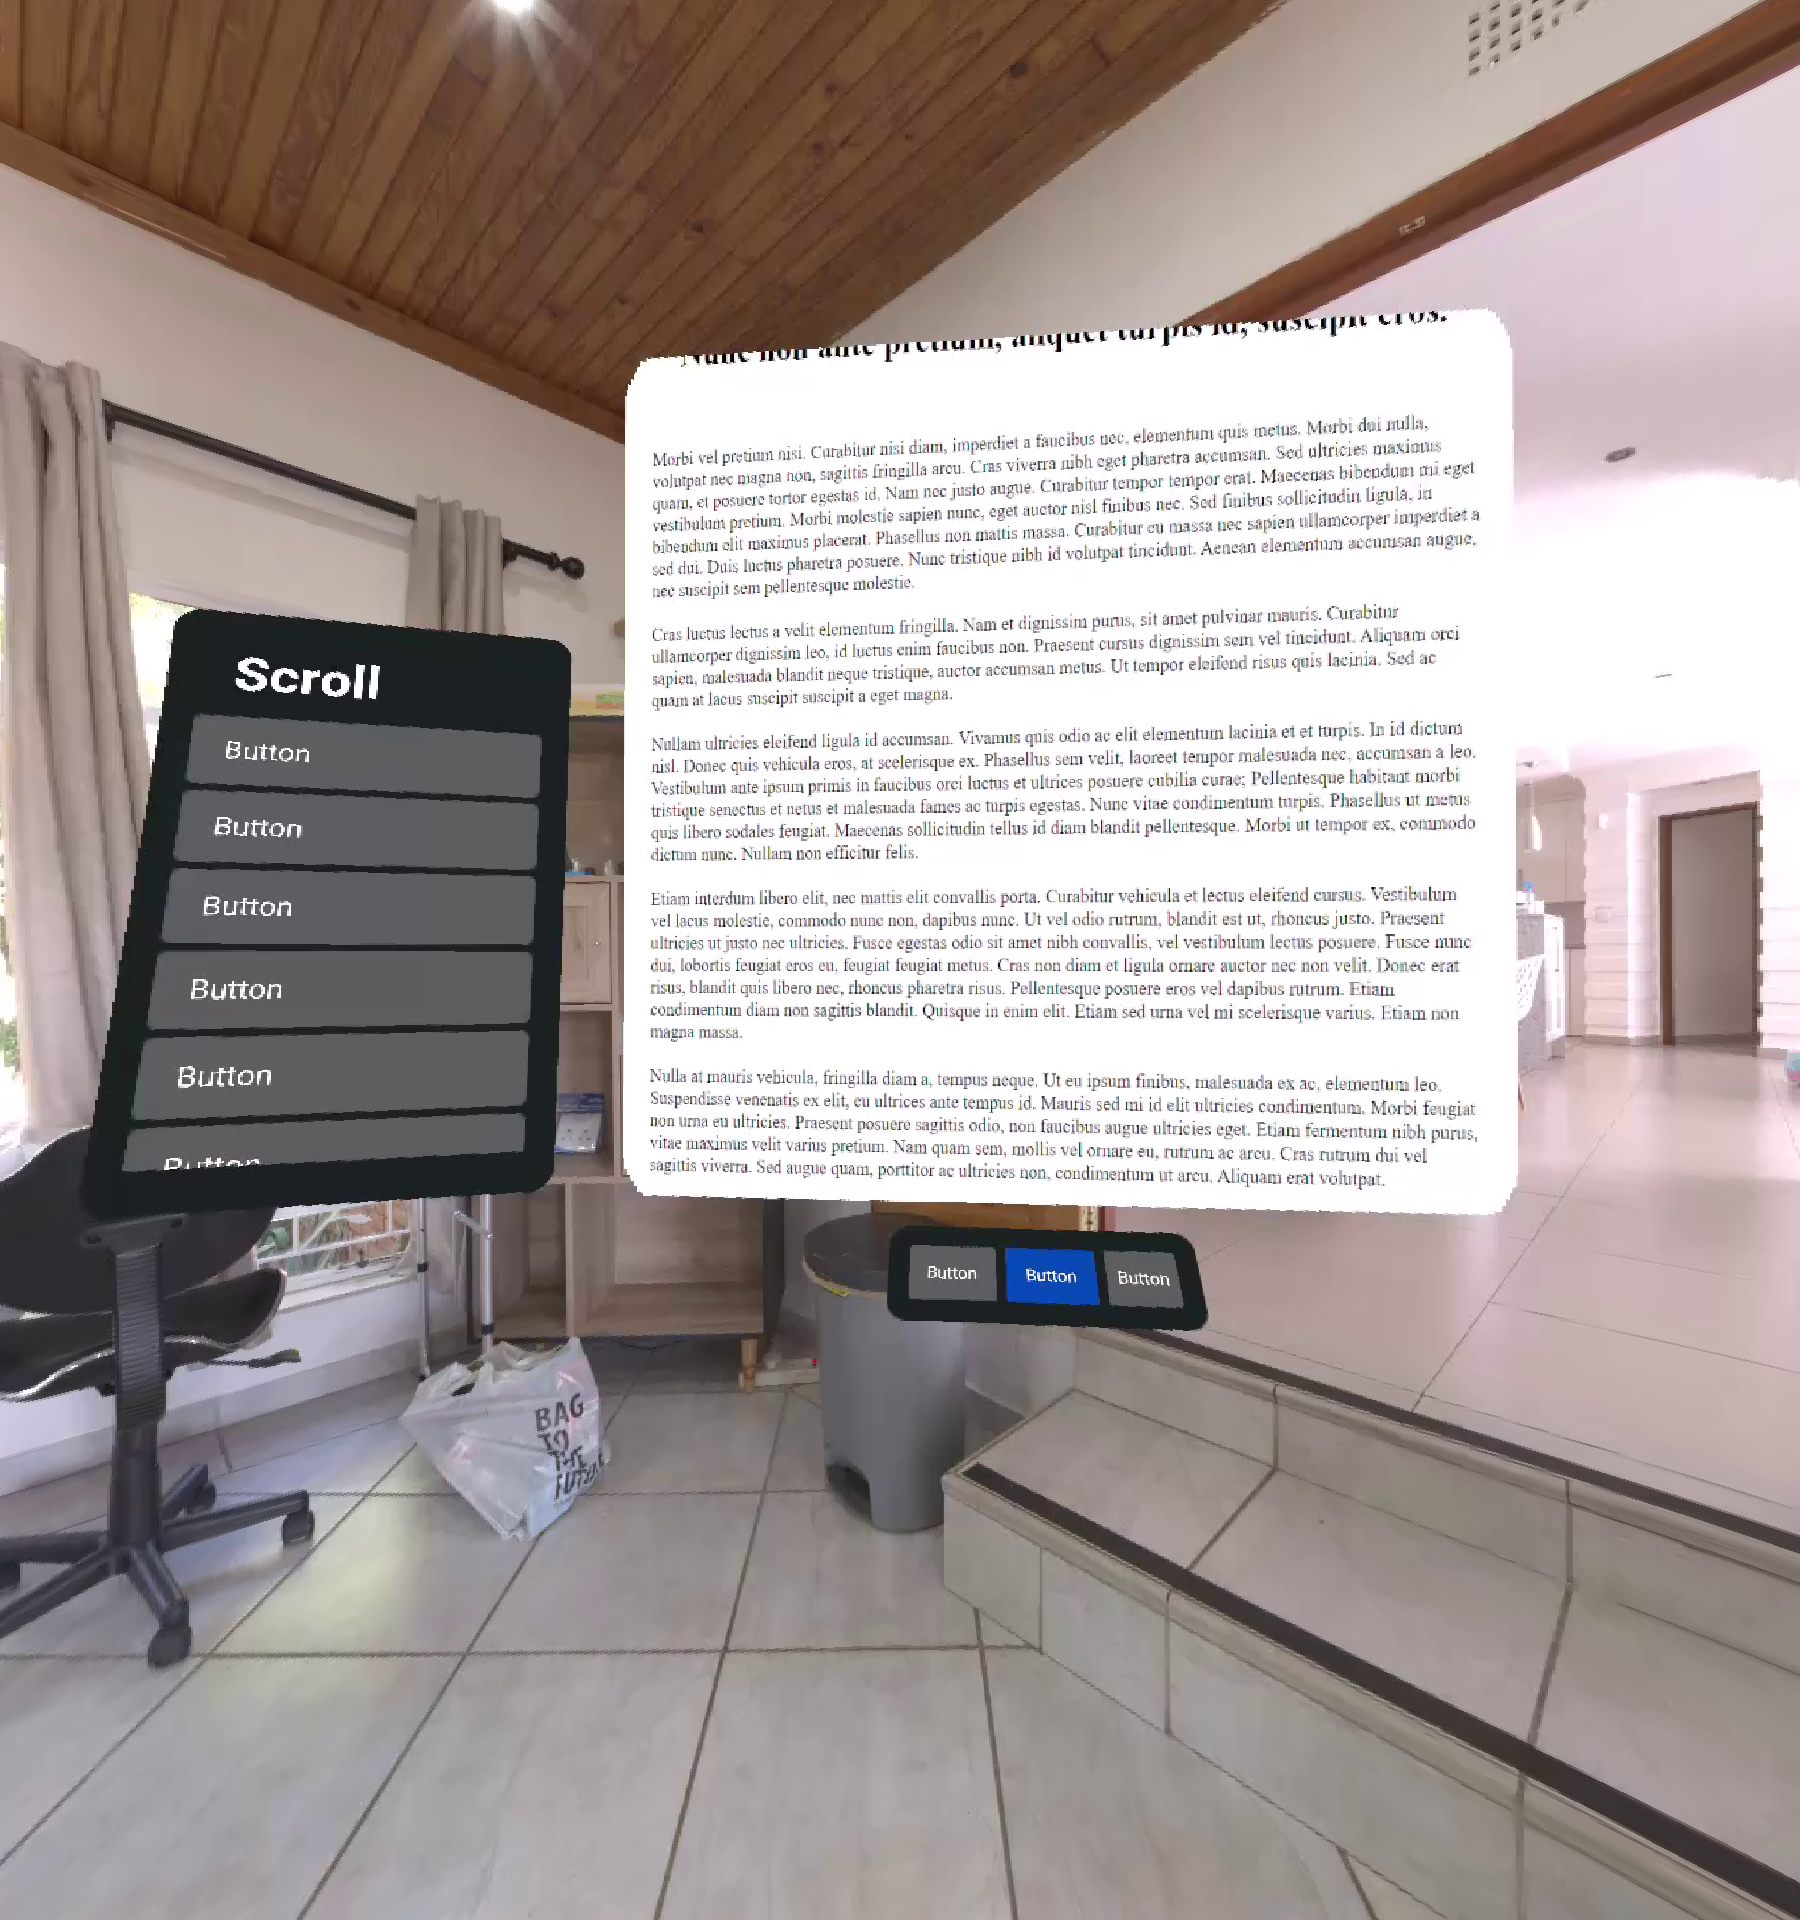 Nunc non ante pretium, aliquet turpis id, suscipit eros.
Morbi vel pretium nisi. Curabitur nisi diam, imperdiet a faucibus nec, elementum quis metus. Morbi dui nulla,
volutpat nec magna non, sagittis fringilla arcu. Cras viverra nibh eget pharetra accumsan. Sed ultricies maximus
quam, et posuere tortor egestas id. Nam nec justo augue. Curabitur tempor tempor erat. Maecenas bibendum mi eget
vestibulum pretium. Morbi molestie sapien nunc, eget auctor nisl finibus nec. Sed finibus sollicitudin ligula, in
bibendum elit maximus placerat. Phasellus non mattis massa. Curabitur eu massa nec sapien ullamcorper imperdiet a
sed dui. Duis luctus pharetra posuere. Nunc tristique nibh id volutpat tincidunt. Aenean elementum accumsan augue,
nec suscipit sem pellentesque molestie.
Cras luctus lectus a velit elementum fringilla. Nam et dignissim purus, sit amet pulvinar mauris. Curabitur
ullamcorper dignissim leo, id luctus enim faucibus non. Praesent cursus dignissim sem vel tincidunt. Aliquam orci
sapien, malesuada blandit neque tristique, auctor accumsan metus. Ut tempor eleifend risus quis lacinia. Sed ac
quam at lacus suscipit suscipit a eget magna.
Nullam ultricies eleifend ligula id accumsan. Vivamus quis odio ac elit elementum lacinia et et turpis. In id dictum
nisl. Donec quis vehicula eros, at scelerisque ex. Phasellus sem velit, laoreet tempor malesuada nec, accumsan a leo.
Vestibulum ante ipsum primis in faucibus orci luctus et ultrices posuere cubilia curae; Pellentesque habitant morbi
tristique senectus et netus et malesuada fames ac turpis egestas. Nunc vitae condimentum turpis. Phasellus ut metus
quis libero sodales feugiat. Maecenas sollicitudin tellus id diam blandit pellentesque. Morbi ut tempor ex, commodo
dictum nunc. Nullam non efficitur felis.
Etiam interdum libero elit, nec mattis elit convallis porta. Curabitur vehicula et lectus eleifend cursus. Vestibulum
vel lacus molestie, commodo nunc non, dapibus nunc. Ut vel odio rutrum, blandit est ut, rhoncus justo. Praesent
ultricies ut justo nec ultricies. Fusce egestas odio sit amet nibh convallis, vel vestibulum lectus posuere. Fusce nunc
dui, lobortis feugiat eros eu, feugiat feugiat metus. Cras non diam et ligula ornare auctor nec non velit. Donec erat
risus, blandit quis libero nec, rhoncus pharetra risus. Pellentesque posuere eros vel dapibus rutrum. Etiam
condimentum diam non sagittis blandit. Quisque in enim elit. Etiam sed urna vel mi scelerisque varius. Etiam non
magna massa.
Nulla at mauris vehicula, fringilla diam a, tempus neque. Ut eu ipsum finibus, malesuada ex ac, elementum leo.
Suspendisse venenatis ex elit, eu ultrices ante tempus id. Mauris sed mi id elit ultricies condimentum. Morbi feugiat
non urna eu ultricies. Praesent posuere sagittis odio, non faucibus augue ultricies eget. Etiam fermentum nibh purus,
vitae maximus velit varius pretium. Nam quam sem, mollis vel ornare eu, rutrum ac arcu. Cras rutrum dui vel
sagittis viverra. Sed augue quam, porttitor ac ultricies non, condimentum ut arcu. Aliquam erat volutpat.
Scroll
Button
Button
Button
Button
Button
Button
Button Button Button
BAG
TO
THE
FUTURE